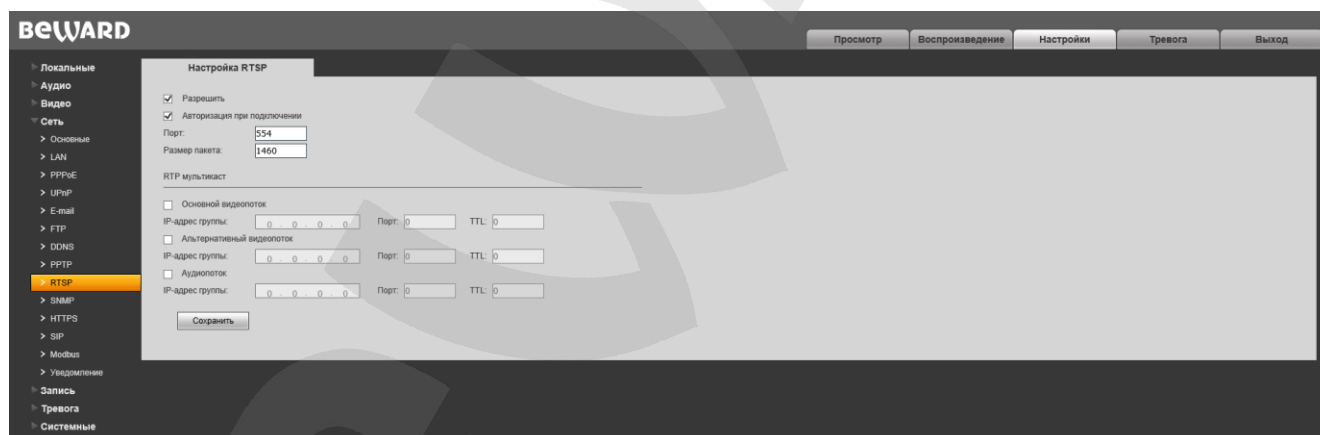 BEWARD
Просмотр Воспроизведение Настройки Тревога Выход
Локальные
Аудио
Видео
Сеть
Основные
LAN
PPPoE
UPnP
E-mail
FTP
DDNS
PPTP
RTSP
SNMP
HTTPS
SIP
Modbus
Уведомление
Запись
Тревога
Системные
Настройка RTSP
Разрешить
Авторизация при подключении
Порт: 554
Размер пакета: 1460
RTP мультикаст
Основной видеопоток
IP-адрес группы: 0 . 0 . 0 . 0 Порт: 0 TTL: 0
Альтернативный видеопоток
IP-адрес группы: 0 . 0 . 0 . 0 Порт: 0 TTL: 0
Аудиопоток
IP-адрес группы: 0 . 0 . 0 . 0 Порт: 0 TTL: 0
Сохранить